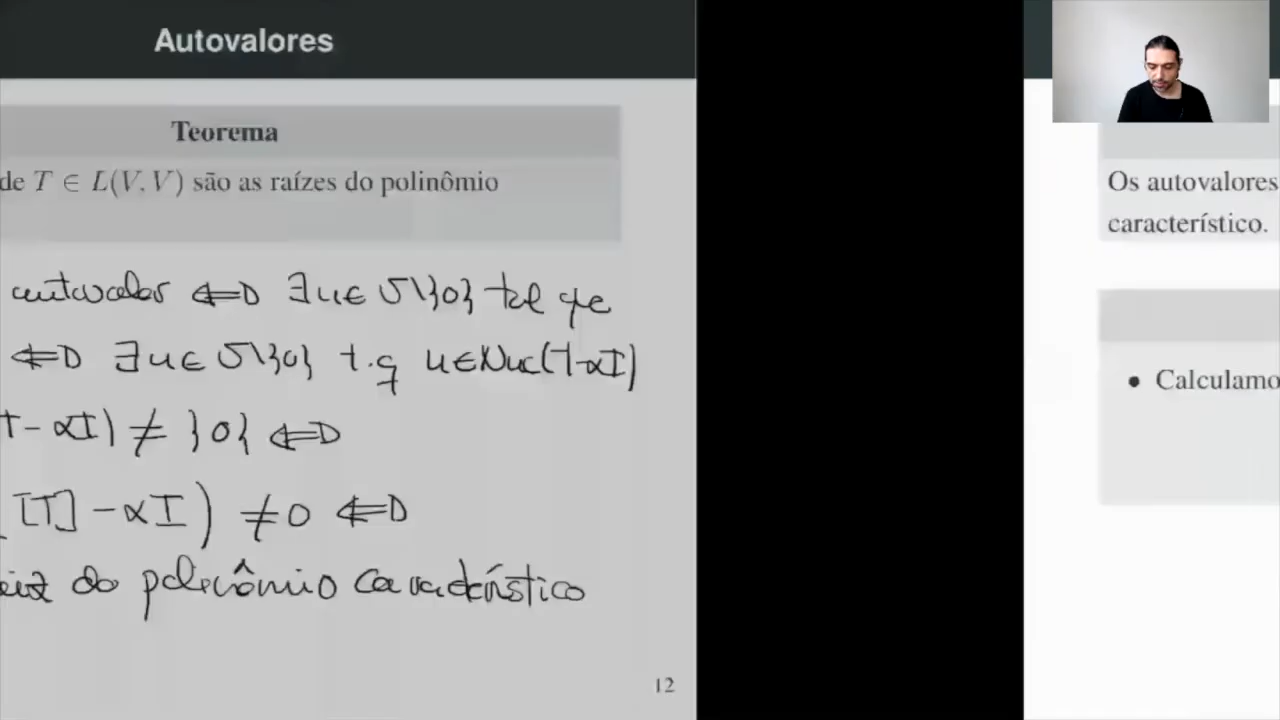 Autovalores
Teorema
de T ∈ L(V, V) são as raízes do polinômio
autovalor ⟺ ∃ u ∈ V\{0} tal que
⟺ ∃ u ∈ V\{0} t.q u ∈ Nuc(T-αI)
T - αI) ≠ {0} ⟺
[T] - αI) ≠ 0 ⟺
do polinômio característico
12
Os autovalores
característico.
• Calculamo